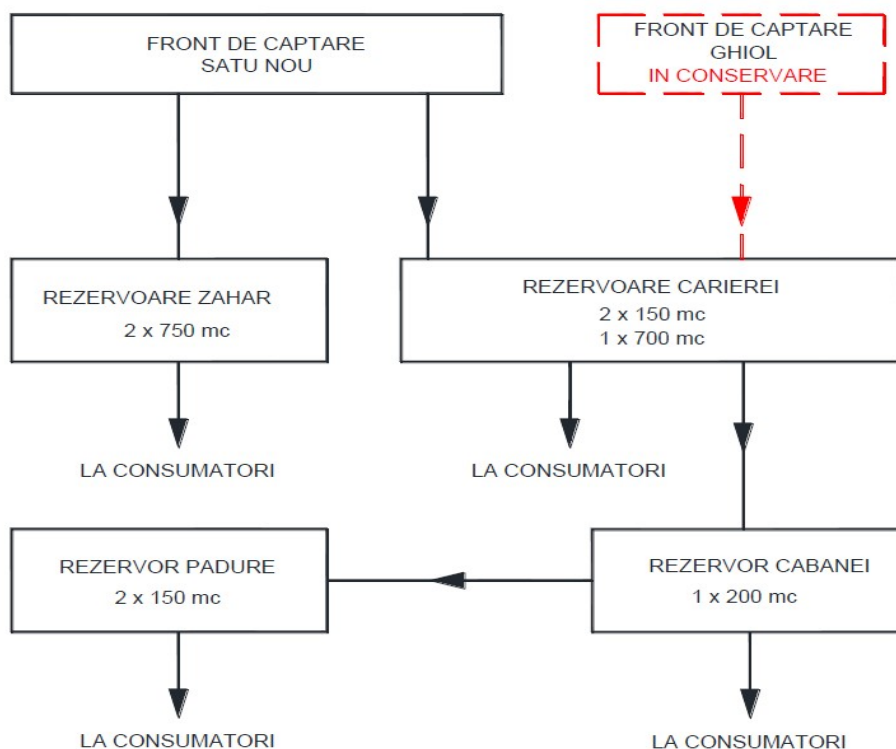 FRONT DE CAPTARE
SATU NOU
FRONT DE CAPTARE
GHIOL
IN CONSERVARE
REZERVOARE ZAHAR
2 x 750 mc
REZERVOARE CARIEREI
2 x 150 mc
1 x 700 mc
LA CONSUMATORI
LA CONSUMATORI
REZERVOR PADURE
2 x 150 mc
REZERVOR CABANEI
1 x 200 mc
LA CONSUMATORI
LA CONSUMATORI